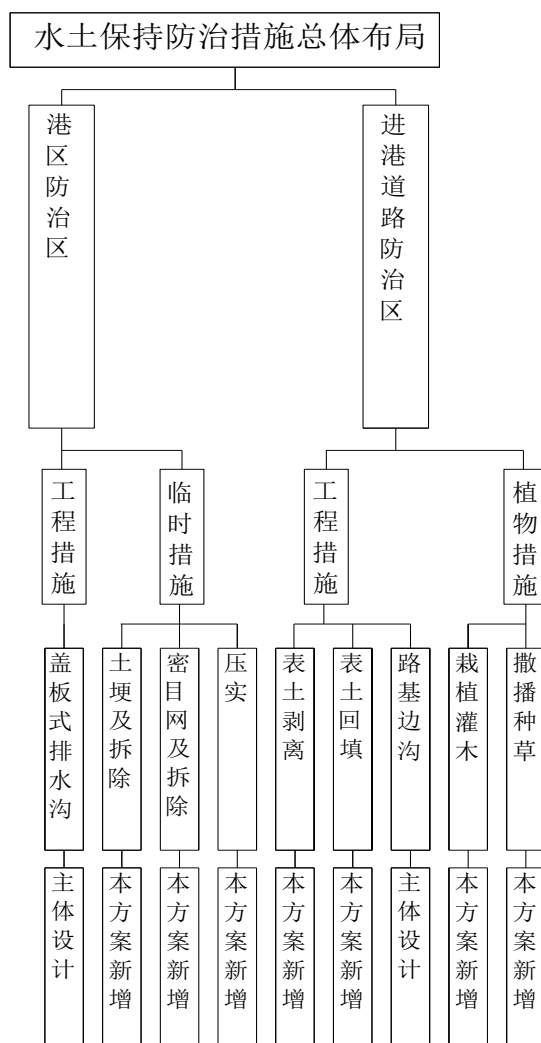 水土保持防治措施总体布局
港区防治区
进港道路防治区
工程措施
临时措施
工程措施
植物措施
盖板式排水沟
土埂及拆除
密目网及拆除
压实
表土剥离
表土回填
路基边沟
栽植灌木
撒播种草
主体设计
本方案新增
本方案新增
本方案新增
本方案新增
本方案新增
主体设计
本方案新增
本方案新增